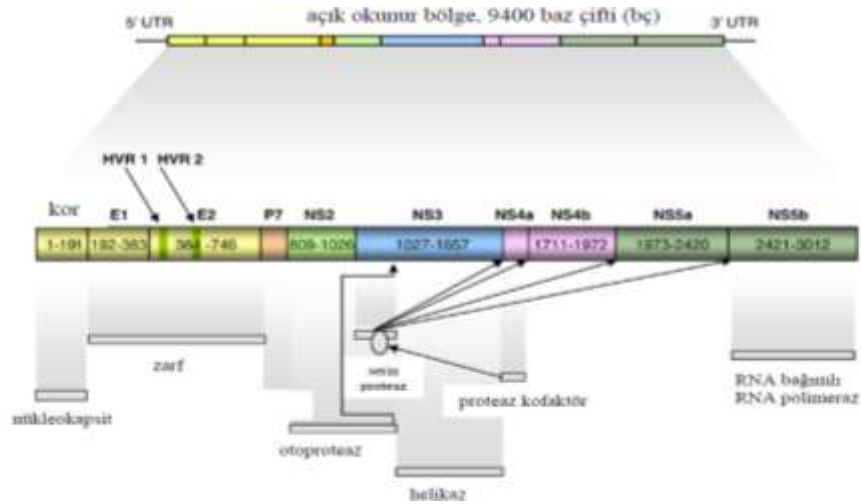 açık okunur bölge, 9400 baz çifti (bç)
5' UTR
3' UTR
HVR 1 HVR 2
kor E1 E2 P7 NS2 NS3 NS4a NS4b NS5a NS5b
1-191 192-383 384 -746 809-1026 1027-1657 1711-1972 1973-2420 2421-3012
zarf
serin
proteaz
proteaz kofaktör
RNA bağımlı
RNA polimeraz
nükleokapsit
otoproteaz
helikaz